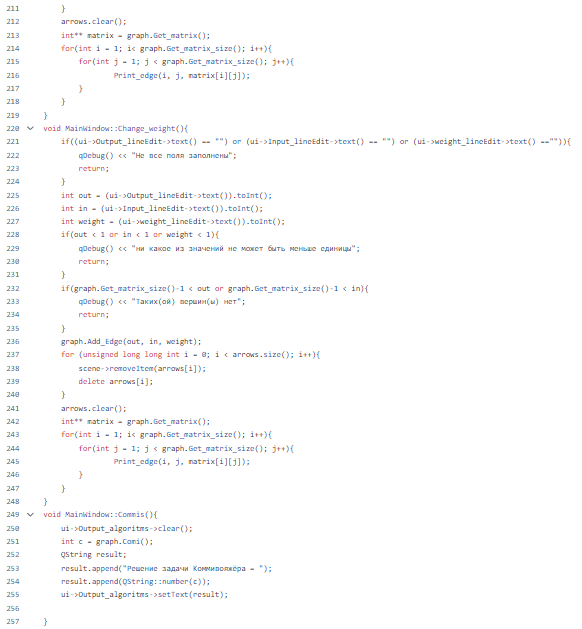 211 }
212 arrows.clear();
213 int** matrix = graph.Get_matrix();
214 for(int i = 1; i< graph.Get_matrix_size(); i++){
215 for(int j = 1; j < graph.Get_matrix_size(); j++){
216 Print_edge(i, j, matrix[i][j]);
217 }
218 }
219 }
220 void MainWindow::Change_weight(){
221 if((ui->Output_lineEdit->text() == "") or (ui->Input_lineEdit->text() == "") or (ui->weight_lineEdit->text() =="")){
222 qDebug() << "Не все поля заполнены";
223 return;
224 }
225 int out = (ui->Output_lineEdit->text()).toInt();
226 int in = (ui->Input_lineEdit->text()).toInt();
227 int weight = (ui->weight_lineEdit->text()).toInt();
228 if(out < 1 or in < 1 or weight < 1){
229 qDebug() << "ни какое из значений не может быть меньше единицы";
230 return;
231 }
232 if(graph.Get_matrix_size()-1 < out or graph.Get_matrix_size()-1 < in){
233 qDebug() << "Таких(ой) вершин(ы) нет";
234 return;
235 }
236 graph.Add_Edge(out, in, weight);
237 for (unsigned long long int i = 0; i < arrows.size(); i++){
238 scene->removeItem(arrows[i]);
239 delete arrows[i];
240 }
241 arrows.clear();
242 int** matrix = graph.Get_matrix();
243 for(int i = 1; i< graph.Get_matrix_size(); i++){
244 for(int j = 1; j < graph.Get_matrix_size(); j++){
245 Print_edge(i, j, matrix[i][j]);
246 }
247 }
248 }
249 void MainWindow::Commis(){
250 ui->Output_algoritms->clear();
251 int c = graph.Comi();
252 QString result;
253 result.append("Решение задачи Коммивояжёра = ");
254 result.append(QString::number(c));
255 ui->Output_algoritms->setText(result);
256
257 }